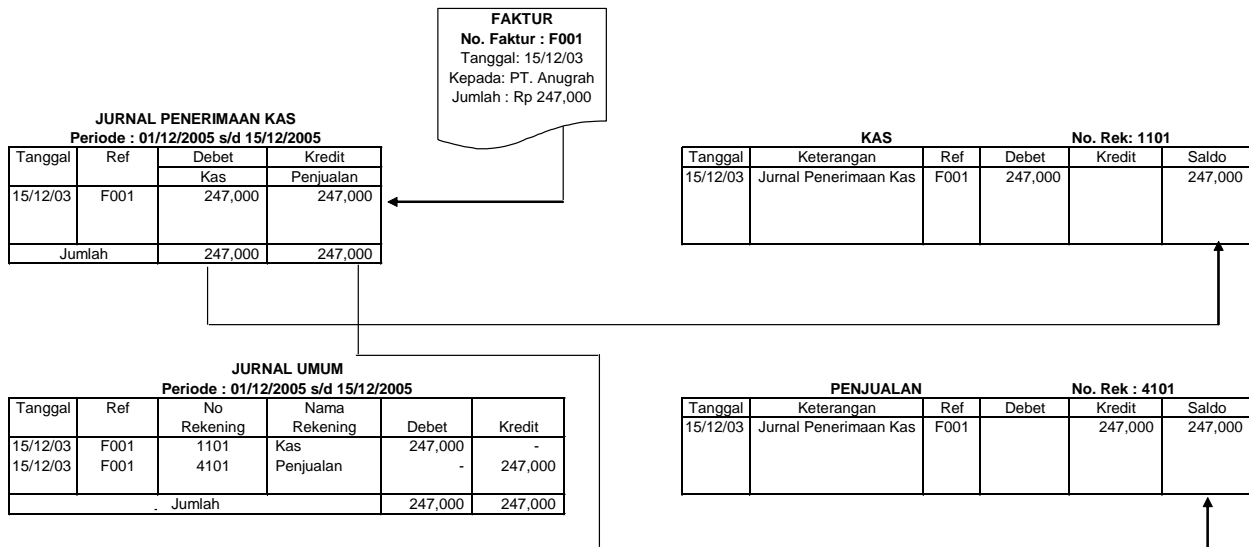 FAKTUR
No. Faktur : F001
Tanggal: 15/12/03
Kepada: PT. Anugrah
Jumlah : Rp 247,000
JURNAL PENERIMAAN KAS
Periode : 01/12/2005 s/d 15/12/2005
Tanggal Ref Debet Kredit
Kas Penjualan
15/12/03 F001 247,000 247,000
Jumlah 247,000 247,000
KAS No. Rek: 1101
Tanggal Keterangan Ref Debet Kredit Saldo
15/12/03 Jurnal Penerimaan Kas F001 247,000 247,000
JURNAL UMUM
Periode : 01/12/2005 s/d 15/12/2005
Tanggal Ref No Nama
Rekening Rekening Debet Kredit
15/12/03 F001 1101 Kas 247,000 -
15/12/03 F001 4101 Penjualan - 247,000
Jumlah 247,000 247,000
PENJUALAN No. Rek : 4101
Tanggal Keterangan Ref Debet Kredit Saldo
15/12/03 Jurnal Penerimaan Kas F001 247,000 247,000